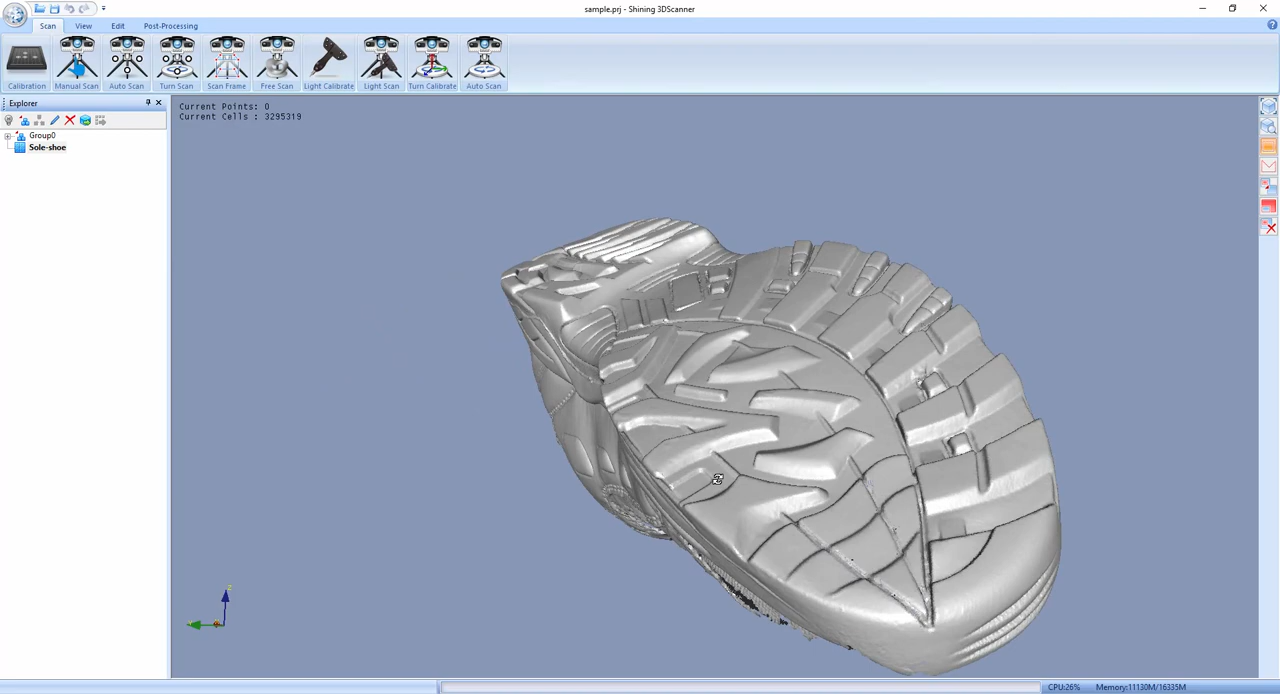 sample.prj - Shining 3DScanner
Scan View Edit Post-Processing
Calibration Manual Scan Auto Scan Turn Scan Scan Frame Free Scan Light Calibrate Light Scan Turn Calibrate Auto Scan
Explorer
Group0
Sole-shoe
Current Points: 0
Current Cells : 3295319
CPU:26% Memory:11130M/16335M